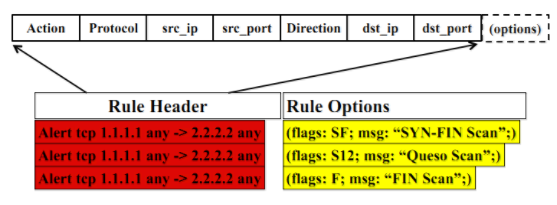 Action Protocol src_ip src_port Direction dst_ip dst_port (options)
Rule Header Rule Options
Alert tcp 1.1.1.1 any -> 2.2.2.2 any (flags: SF; msg: “SYN-FIN Scan”;)
Alert tcp 1.1.1.1 any -> 2.2.2.2 any (flags: S12; msg: “Queso Scan”;)
Alert tcp 1.1.1.1 any -> 2.2.2.2 any (flags: F; msg: “FIN Scan”;)